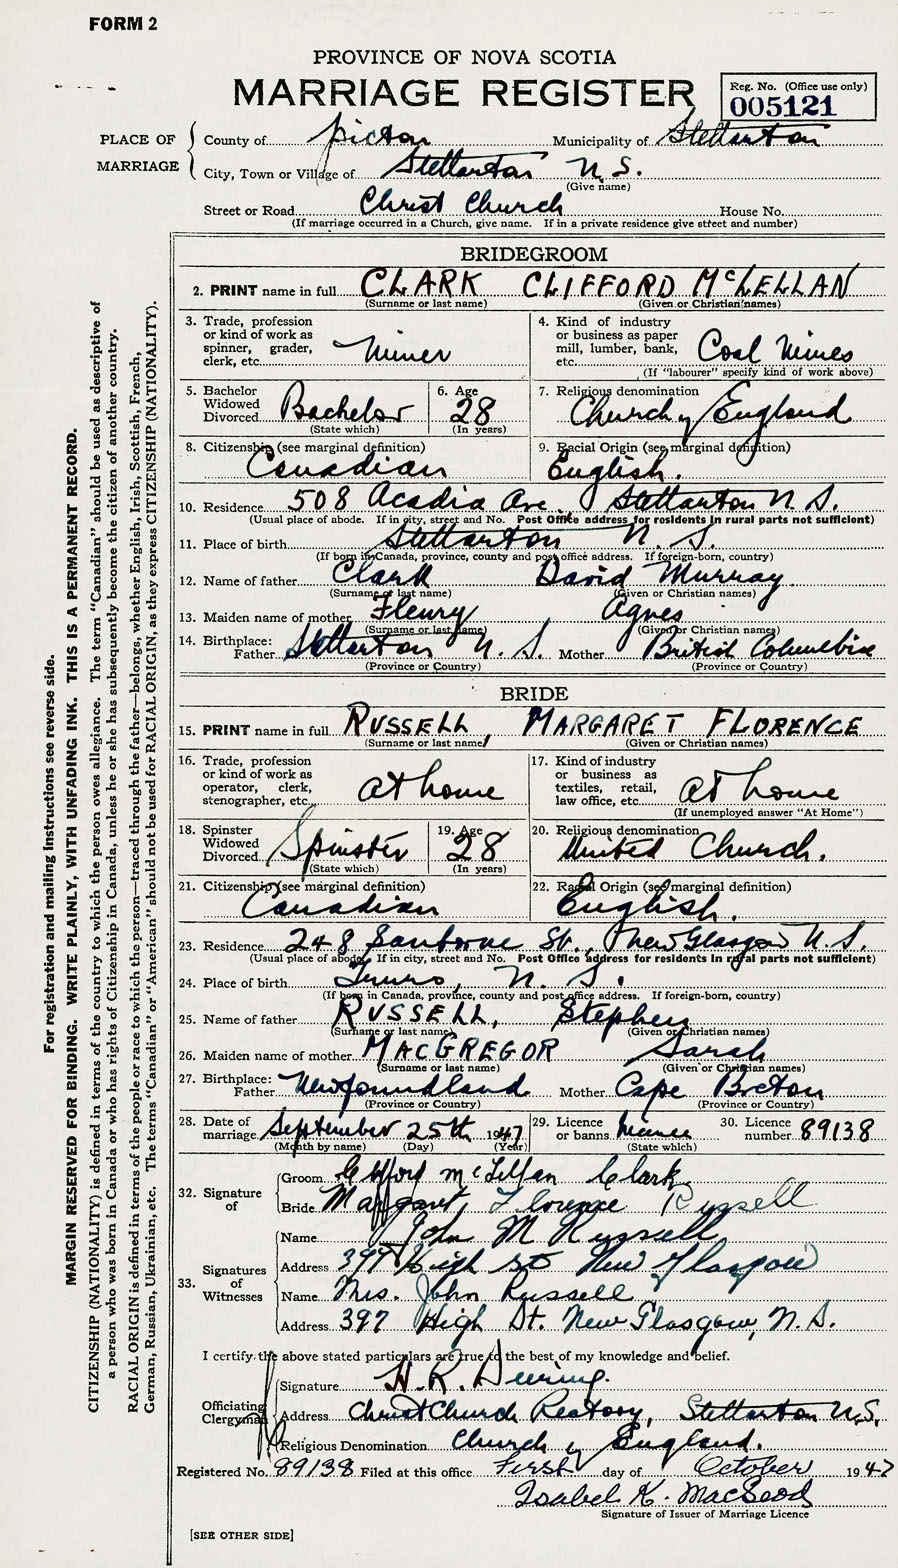 FORM 2
PROVINCE OF NOVA SCOTIA
MARRIAGE REGISTER
Reg. No. (Office use only)
005121
PLACE OF MARRIAGE
County of Pictou Municipality of Stellarton
City, Town or Village of Stellarton N.S.
(Give name)
Street or Road Christ Church House No.
(If marriage occurred in a Church, give name. If in a private residence give street and number)
BRIDEGROOM
2. PRINT name in full CLARK CLIFFORD McLELLAN
(Surname or last name) (Given or Christian names)
3. Trade, profession or kind of work as spinner, grader, clerk, etc. Miner
4. Kind of industry or business as paper mill, lumber, bank, etc. Coal Mines
(If "labourer" specify kind of work above)
5. Bachelor Widowed Divorced Bachelor
(State which)
6. Age 28
(In years)
7. Religious denomination Church of England
8. Citizenship (see marginal definition) Canadian
9. Racial Origin (see marginal definition) English.
10. Residence 508 Acadia Ave. Stellarton N.S.
(Usual place of abode. If in city, street and No. Post Office address for residents in rural parts not sufficient)
11. Place of birth Stellarton N.S.
(If born in Canada, province, county and post office address. If foreign-born, country)
12. Name of father Clark David Murray.
(Surname or last name) (Given or Christian names)
13. Maiden name of mother Fleury Agnes
(Surname or last name) (Given or Christian names)
14. Birthplace: Father Stellarton N.S. Mother British Columbia
(Province or Country) (Province or Country)
BRIDE
15. PRINT name in full RUSSELL, MARGARET FLORENCE
(Surname or last name) (Given or Christian names)
16. Trade, profession or kind of work as operator, clerk, stenographer, etc. at home
17. Kind of industry or business as textiles, retail, law office, etc. at home
(If unemployed answer "At Home")
18. Spinster Widowed Divorced Spinster
(State which)
19. Age 28
(In years)
20. Religious denomination United Church.
21. Citizenship (see marginal definition) Canadian
22. Racial Origin (see marginal definition) English.
23. Residence 248 Sanborne St., New Glasgow N.S.
(Usual place of abode. If in city, street and No. Post Office address for residents in rural parts not sufficient)
24. Place of birth Truro, N.S.
(If born in Canada, province, county and post office address. If foreign-born, country)
25. Name of father RUSSELL, Stephen
(Surname or last name) (Given or Christian names)
26. Maiden name of mother MACGREGOR Sarah
(Surname or last name) (Given or Christian names)
27. Birthplace: Father Newfoundland Mother Cape Breton
(Province or Country) (Province or Country)
28. Date of marriage September 25th 1947
(Month by name) (Day) (Year)
29. Licence or banns
(State which)
30. Licence number 89138
32. Signature of
Groom Clifford McLellan Clark
Bride Margaret Florence Russell
33. Signatures of Witnesses
Name John M Russell
Address 397 High St New Glasgow
Name Mrs. John Russell
Address 397 High St. New Glasgow, N.S.
I certify the above stated particulars are true to the best of my knowledge and belief.
Officiating Clergyman
Signature H. R. Deering.
Address Christ Church Rectory, Stellarton N.S.
Religious Denomination Church of England.
Registered No. 89138 Filed at this office First day of October 1947
Isabel K. MacLeod
Signature of Issuer of Marriage Licence
[SEE OTHER SIDE]
For registration and mailing instructions see reverse side.
MARGIN RESERVED FOR BINDING. WRITE PLAINLY, WITH UNFADING INK. THIS IS A PERMANENT RECORD.
CITIZENSHIP (NATIONALITY) is defined in terms of the country to which the person owes allegiance. The term "Canadian" should be used as descriptive of
a person who was born in Canada or who has rights of Citizenship in Canada, unless he or she has subsequently become the citizen of another country.
RACIAL ORIGIN is defined in terms of the people or race to which the person—traced through the father—belongs, whether English, Irish, Scottish, French,
German, Russian, Ukrainian, etc. The terms "Canadian" or "American" should not be used for RACIAL ORIGIN, as they express CITIZENSHIP (NATIONALITY).